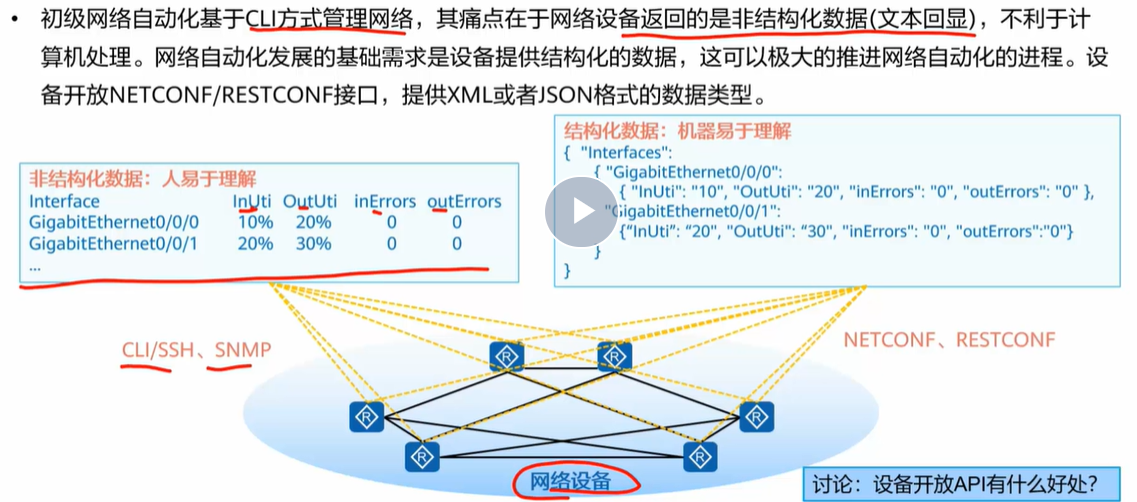 • 初级网络自动化基于CLI方式管理网络，其痛点在于网络设备返回的是非结构化数据(文本回显)，不利于计
算机处理。网络自动化发展的基础需求是设备提供结构化的数据，这可以极大的推进网络自动化的进程。设
备开放NETCONF/RESTCONF接口，提供XML或者JSON格式的数据类型。
非结构化数据：人易于理解
Interface InUti OutUti inErrors outErrors
GigabitEthernet0/0/0 10% 20% 0 0
GigabitEthernet0/0/1 20% 30% 0 0
...
结构化数据：机器易于理解
{ "Interfaces":
{ "GigabitEthernet0/0/0":
{ "InUti": "10", "OutUti": "20", "inErrors": "0", "outErrors": "0" },
"GigabitEthernet0/0/1":
{“InUti”: “20", "OutUti": “30", "inErrors": "0", "outErrors":"0"}
}
}
CLI/SSH、SNMP
NETCONF、RESTCONF
R
R
R
R
R
R
网络设备
讨论：设备开放API有什么好处？